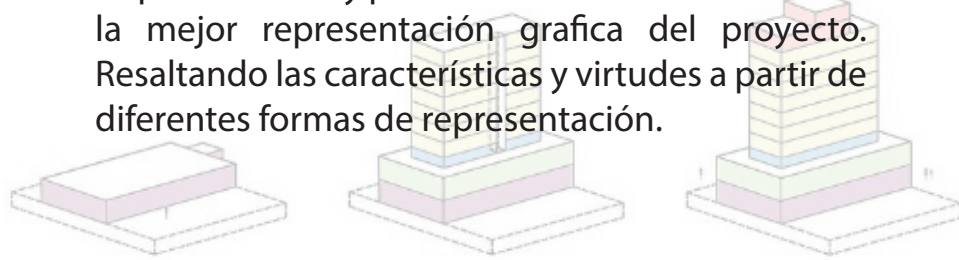 la mejor representación grafica del proyecto.
Resaltando las características y virtudes a partir de
diferentes formas de representación.